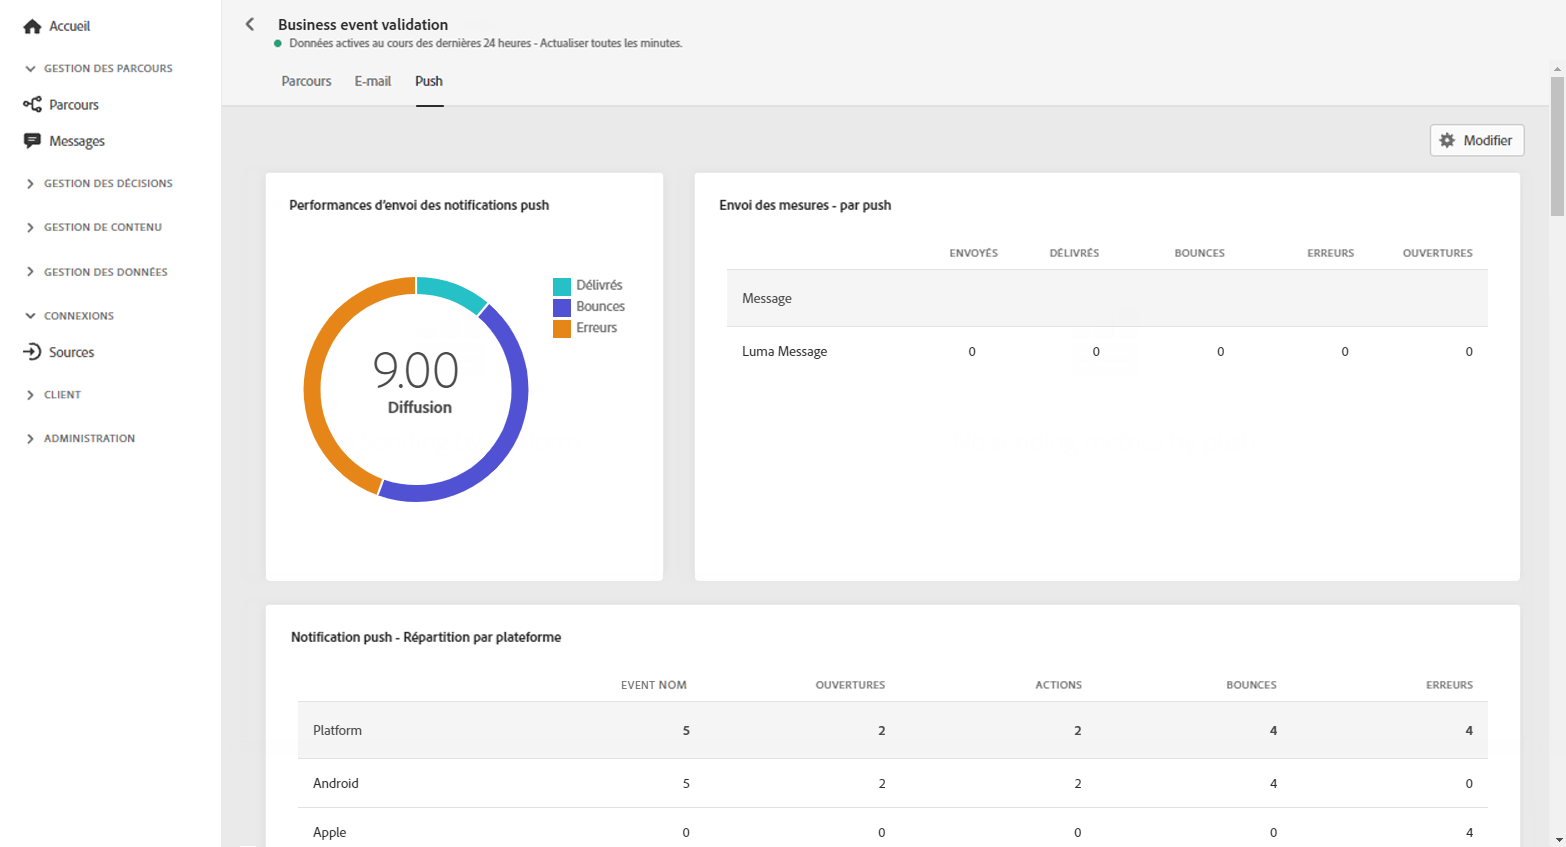 Accueil
GESTION DES PARCOURS
Parcours
Messages
GESTION DES DÉCISIONS
GESTION DE CONTENU
GESTION DES DONNÉES
CONNEXIONS
Sources
CLIENT
ADMINISTRATION
Business event validation
Données actives au cours des dernières 24 heures - Actualiser toutes les minutes.
Parcours E-mail Push
Modifier
Performances d'envoi des notifications push
Délivrés
Bounces
Erreurs
9.00
Diffusion
Envoi des mesures - par push
ENVOYÉS DÉLIVRÉS BOUNCES ERREURS OUVERTURES
Message
Luma Message 0 0 0 0 0
Notification push - Répartition par plateforme
EVENT NOM OUVERTURES ACTIONS BOUNCES ERREURS
Platform 5 2 2 4 4
Android 5 2 2 4 0
Apple 0 0 0 0 4